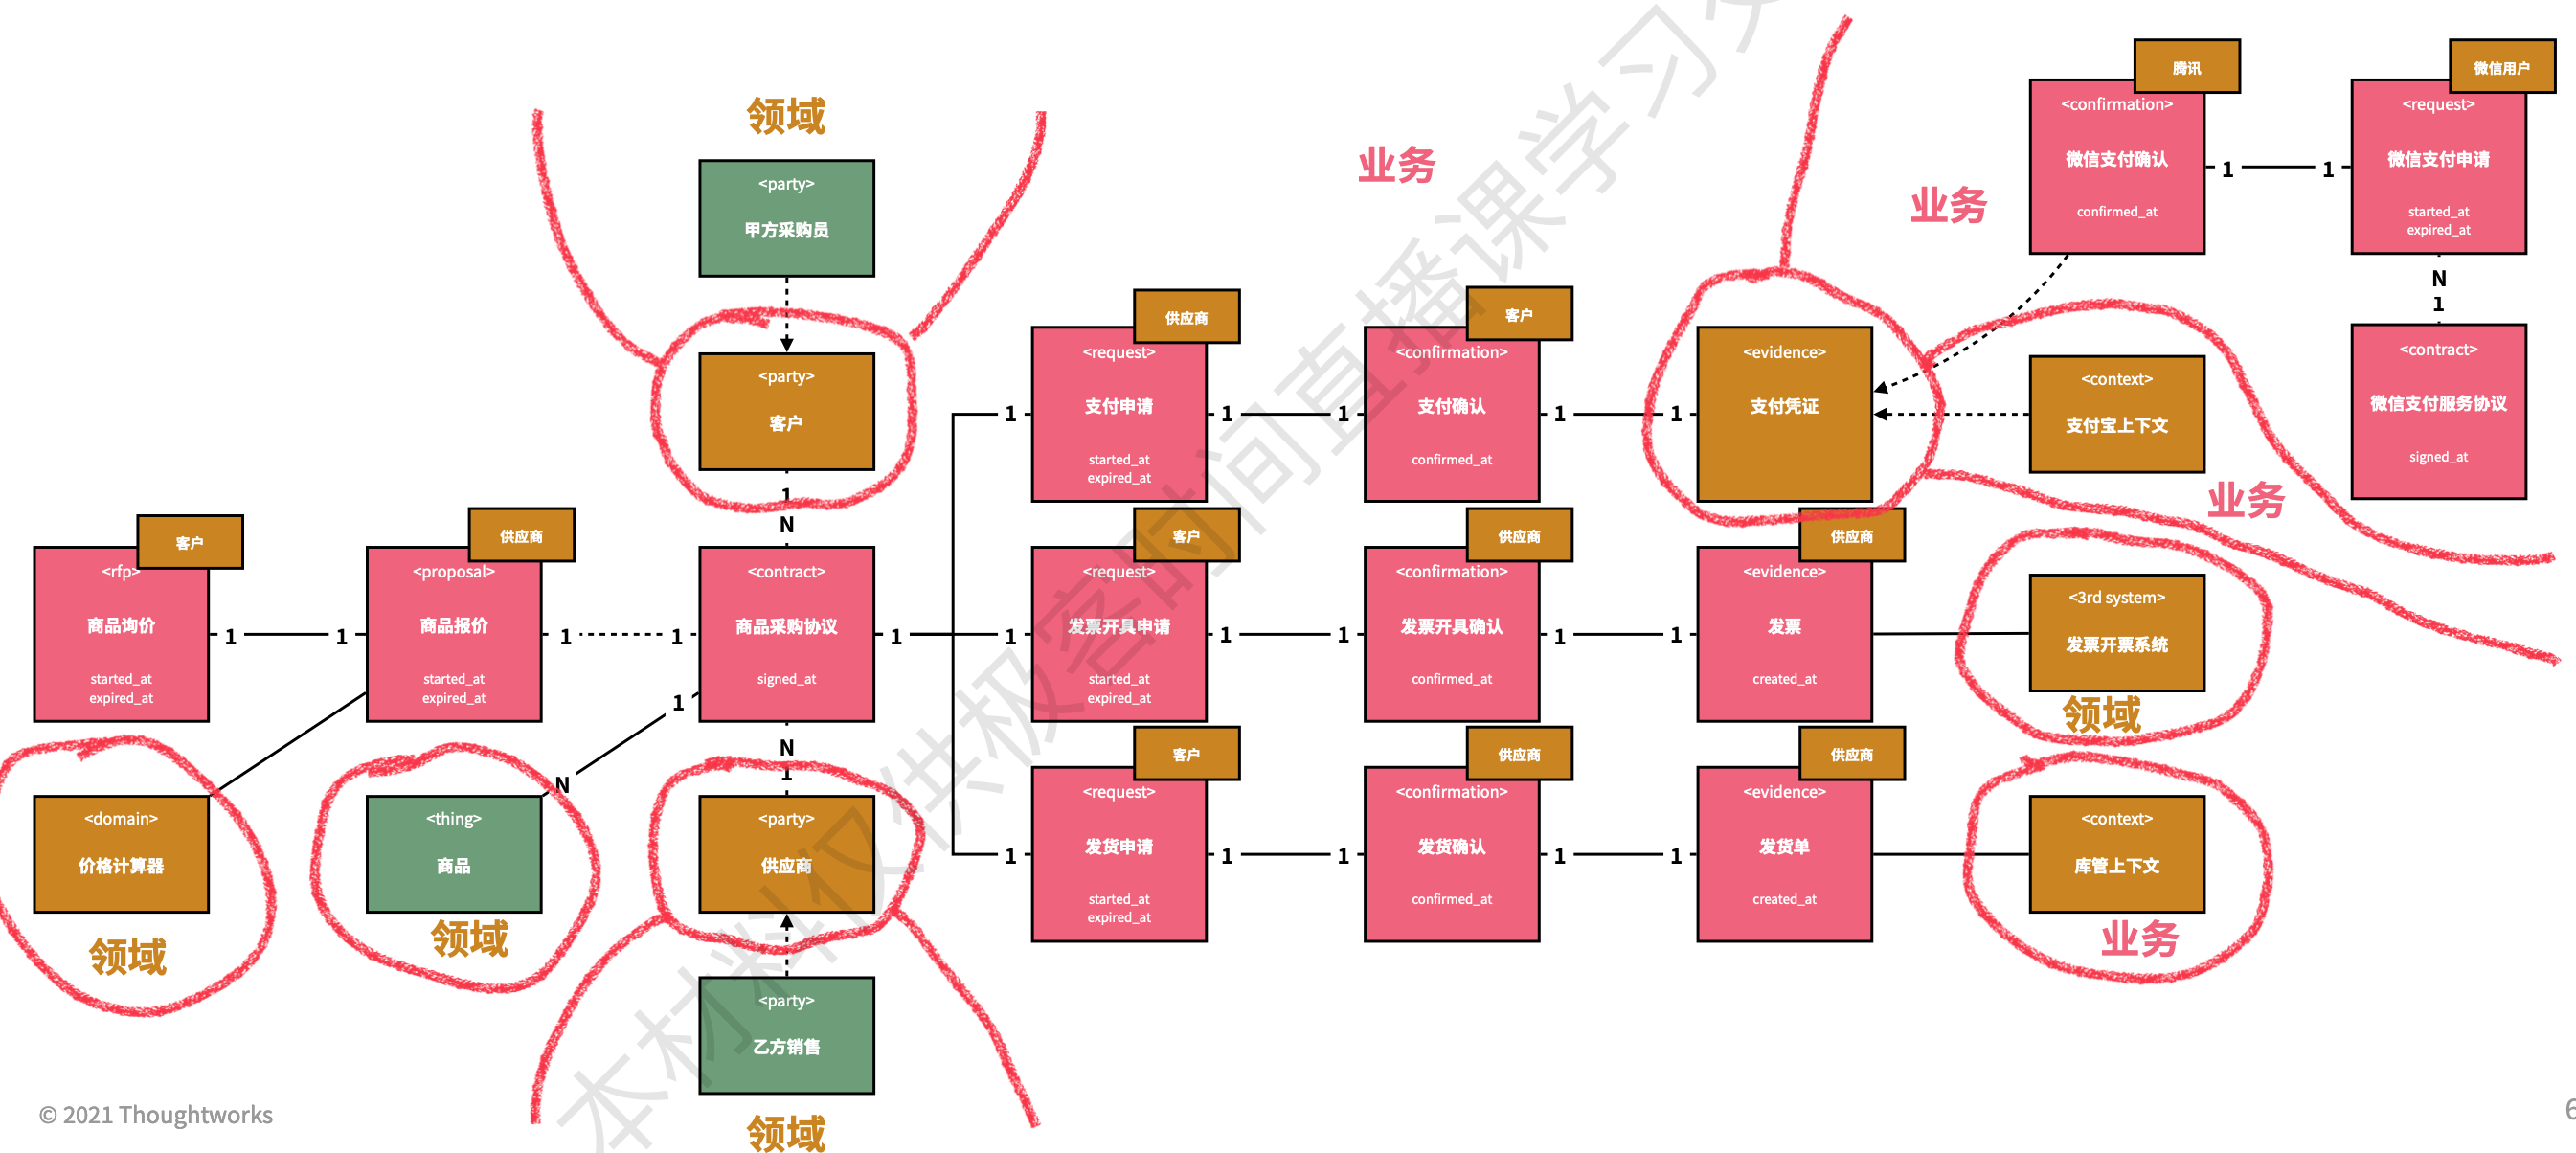 领域
<party>
甲方采购员
<party>
客户
1
N
业务
业务
腾讯
<confirmation>
微信支付确认
confirmed_at
1
1
微信用户
<request>
微信支付申请
started_at
expired_at
N
1
<contract>
微信支付服务协议
signed_at
供应商
<request>
支付申请
started_at
expired_at
1
1
1
客户
<confirmation>
支付确认
confirmed_at
1
1
<evidence>
支付凭证
<context>
支付宝上下文
业务
客户
<rfp>
商品询价
started_at
expired_at
1
1
供应商
<proposal>
商品报价
started_at
expired_at
1
1
<contract>
商品采购协议
signed_at
1
1
客户
<request>
发票开具申请
started_at
expired_at
1
1
供应商
<confirmation>
发票开具确认
confirmed_at
1
1
供应商
<evidence>
发票
created_at
<3rd system>
发票开票系统
领域
1
N
N
1
<domain>
价格计算器
领域
<thing>
商品
领域
<party>
供应商
1
客户
<request>
发货申请
started_at
expired_at
1
1
供应商
<confirmation>
发货确认
confirmed_at
1
1
供应商
<evidence>
发货单
created_at
<context>
库管上下文
业务
<party>
乙方销售
领域
本材料仅供极客时间直播课学习
© 2021 Thoughtworks
6